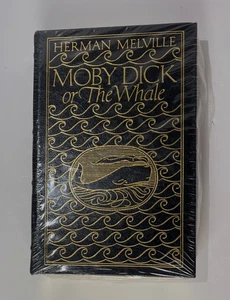 HERMAN MELVILLE
MOBY DICK
or The Whale